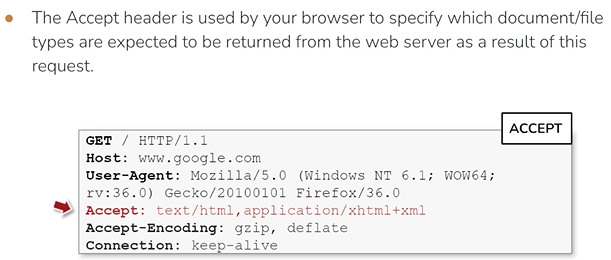 The Accept header is used by your browser to specify which document/file
types are expected to be returned from the web server as a result of this
request.
ACCEPT
GET / HTTP/1.1
Host: www.google.com
User-Agent: Mozilla/5.0 (Windows NT 6.1; WOW64;
rv:36.0) Gecko/20100101 Firefox/36.0
Accept: text/html,application/xhtml+xml
Accept-Encoding: gzip, deflate
Connection: keep-alive